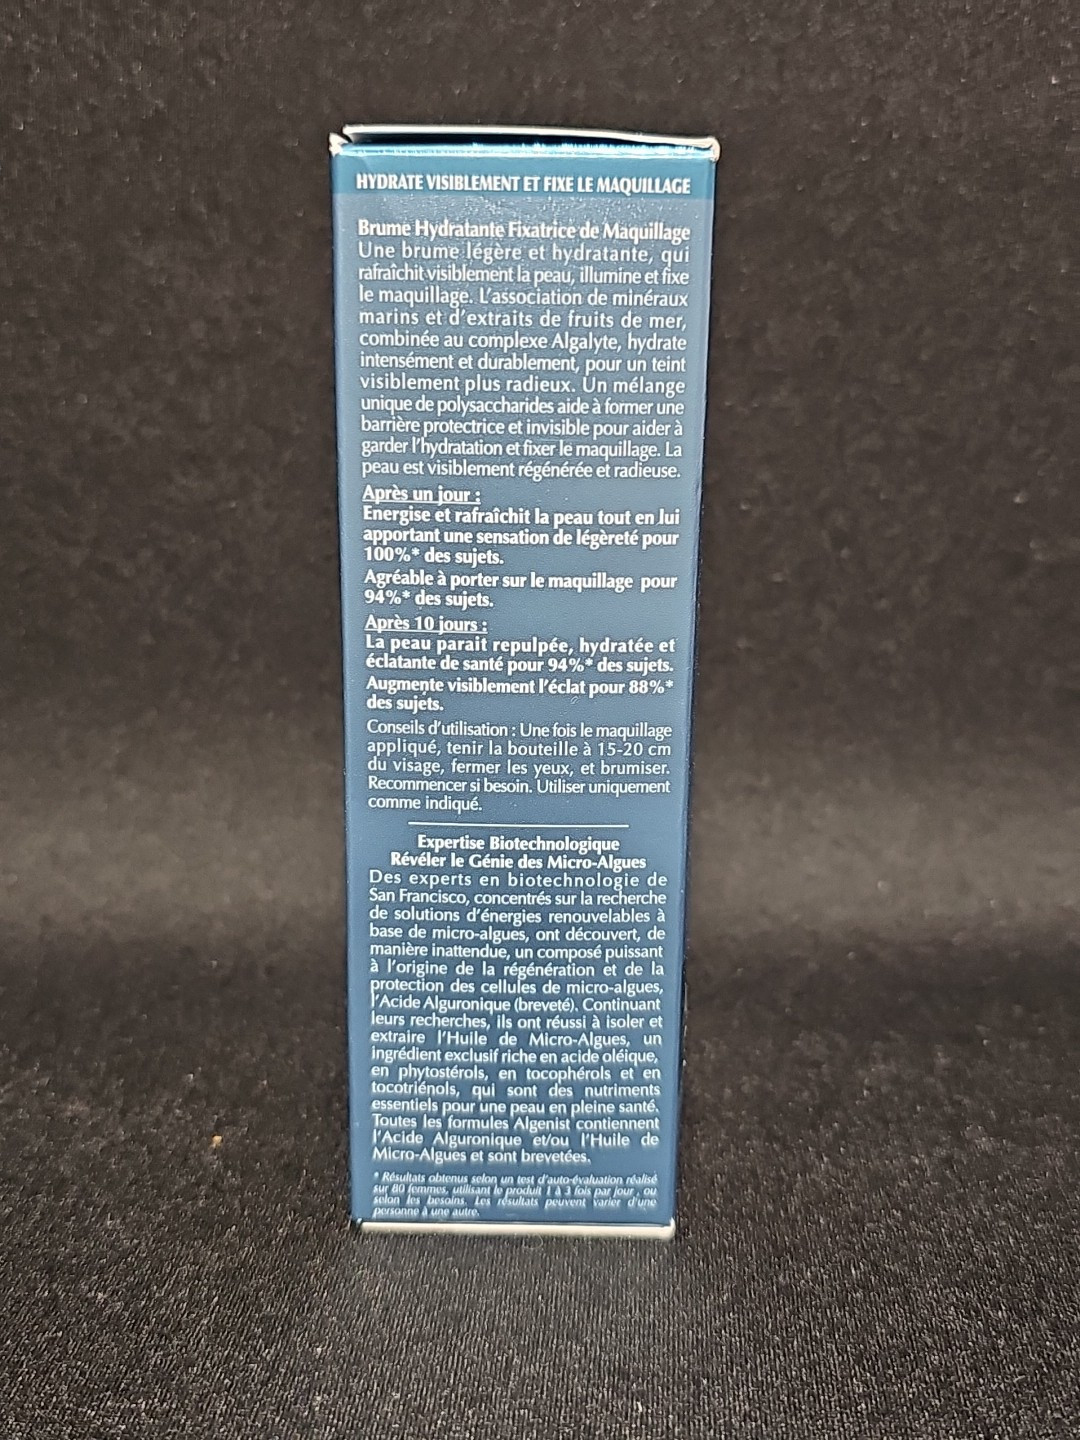 HYDRATE VISIBLEMENT ET FIXE LE MAQUILLAGE
Brume Hydratante Fixatrice de Maquillage
Une brume légère et hydratante, qui
rafraîchit visiblement la peau, illumine et fixe
le maquillage. L'association de minéraux
marins et d'extraits de fruits de mer,
combinée au complexe Algalyte, hydrate
intensément et durablement, pour un teint
visiblement plus radieux. Un mélange
unique de polysaccharides aide à former une
barrière protectrice et invisible pour aider à
garder l'hydratation et fixer le maquillage. La
peau est visiblement régénérée et radieuse.
Après un jour :
Energise et rafraîchit la peau tout en lui
apportant une sensation de légèreté pour
100%* des sujets.
Agréable à porter sur le maquillage pour
94%* des sujets.
Après 10 jours :
La peau parait repulpée, hydratée et
éclatante de santé pour 94%* des sujets.
Augmente visiblement l'éclat pour 88%*
des sujets.
Conseils d'utilisation : Une fois le maquillage
appliqué, tenir la bouteille à 15-20 cm
du visage, fermer les yeux, et brumiser.
Recommencer si besoin. Utiliser uniquement
comme indiqué.
Expertise Biotechnologique
Révéler le Génie des Micro-Algues
Des experts en biotechnologie de
San Francisco, concentrés sur la recherche
de solutions d'énergies renouvelables à
base de micro-algues, ont découvert, de
manière inattendue, un composé puissant
à l'origine de la régénération et de la
protection des cellules de micro-algues,
l'Acide Alguronique (breveté). Continuant
leurs recherches, ils ont réussi à isoler et
extraire l'Huile de Micro-Algues, un
ingrédient exclusif riche en acide oléique,
en phytostérols, en tocophérols et en
tocotriénols, qui sont des nutriments
essentiels pour une peau en pleine santé.
Toutes les formules Algenist contiennent
l'Acide Alguronique et/ou l'Huile de
Micro-Algues et sont brevetées.
* Résultats obtenus selon un test d'auto-évaluation réalisé
sur 80 femmes, utilisant le produit 1 à 3 fois par jour , ou
selon les besoins. Les résultats peuvent varier d'une
personne à une autre.